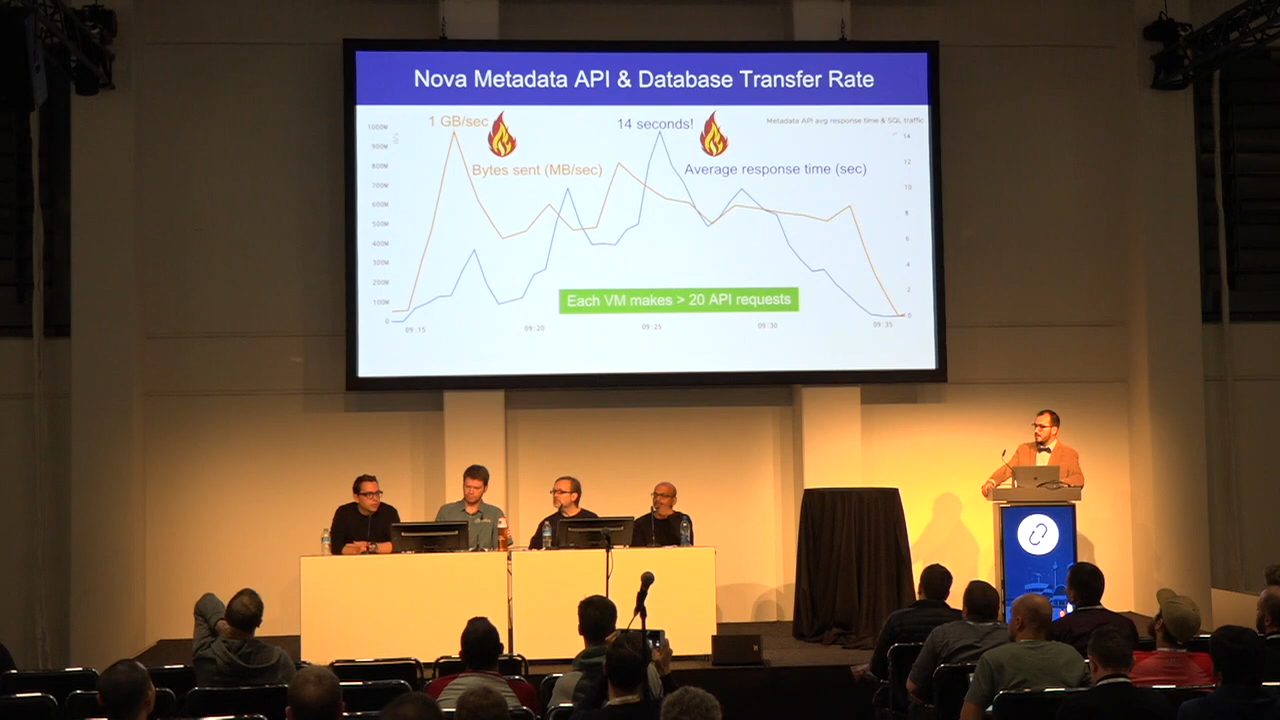 Nova Metadata API & Database Transfer Rate
1 GB/sec
14 seconds!
Metadata API avg response time & SQL traffic
Bytes sent (MB/sec)
Average response time (sec)
1000M
900M
800M
700M
600M
500M
400M
300M
200M
100M
0
14
12
10
8
6
4
2
0
Each VM makes > 20 API requests
09:15
09:20
09:25
09:30
09:35